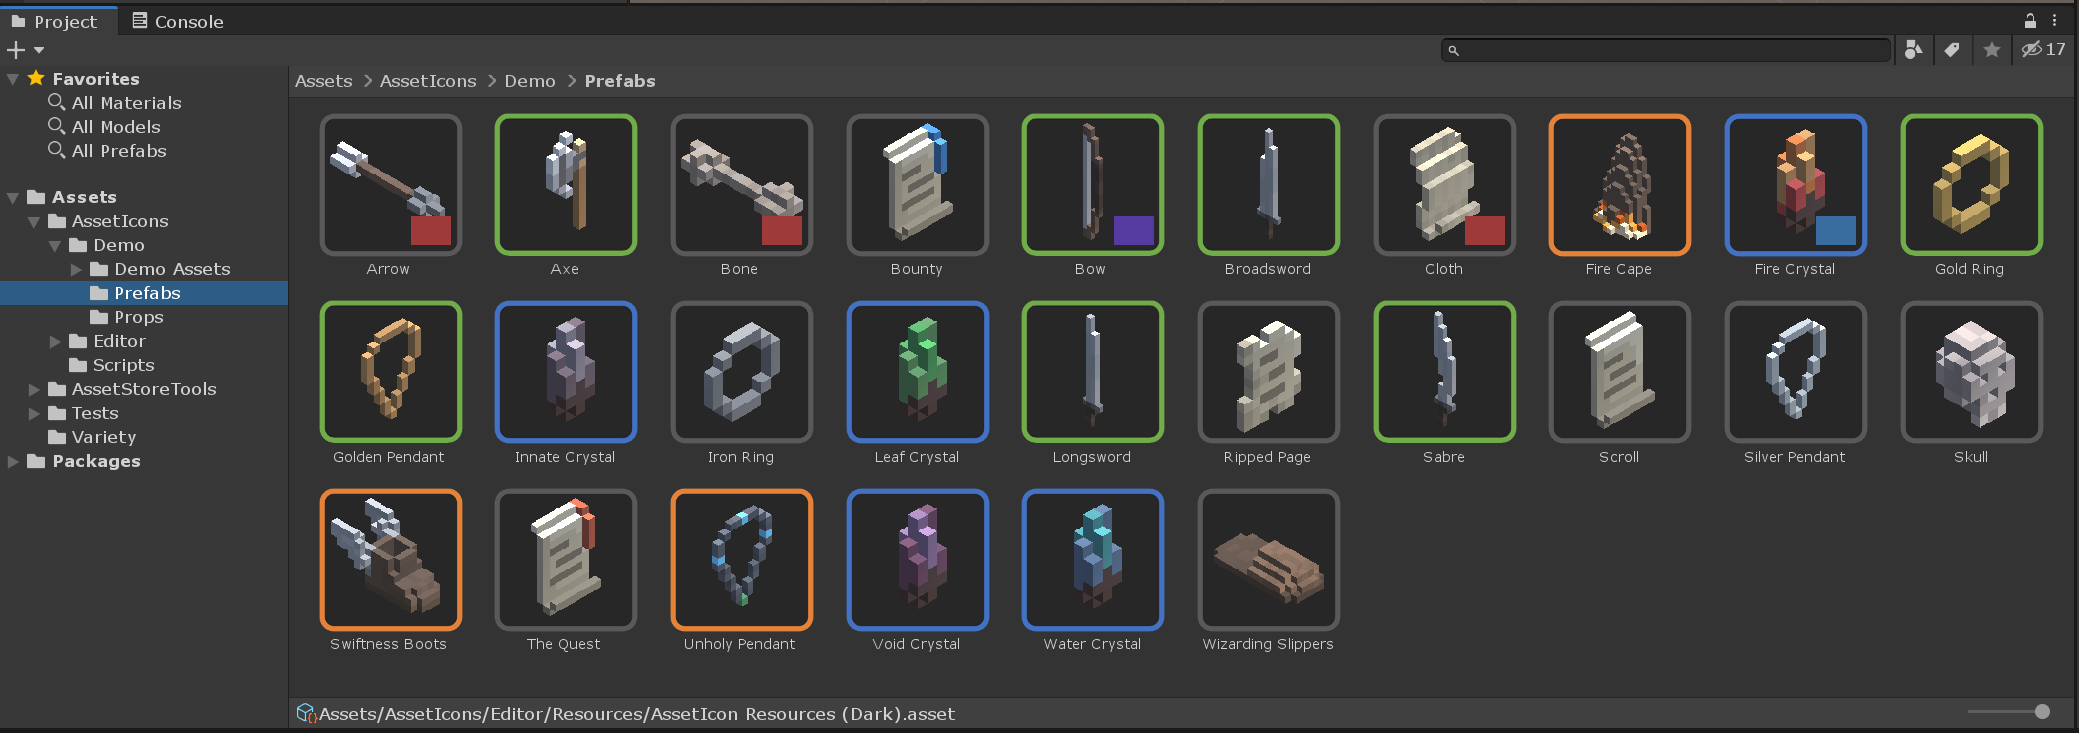 Project Console
17
Favorites
All Materials
All Models
All Prefabs
Assets
AssetIcons
Demo
Demo Assets
Prefabs
Props
Editor
Scripts
AssetStoreTools
Tests
Variety
Packages
Assets > AssetIcons > Demo > Prefabs
Arrow Axe Bone Bounty Bow Broadsword Cloth Fire Cape Fire Crystal Gold Ring
Golden Pendant Innate Crystal Iron Ring Leaf Crystal Longsword Ripped Page Sabre Scroll Silver Pendant Skull
Swiftness Boots The Quest Unholy Pendant Void Crystal Water Crystal Wizarding Slippers
Assets/AssetIcons/Editor/Resources/AssetIcon Resources (Dark).asset